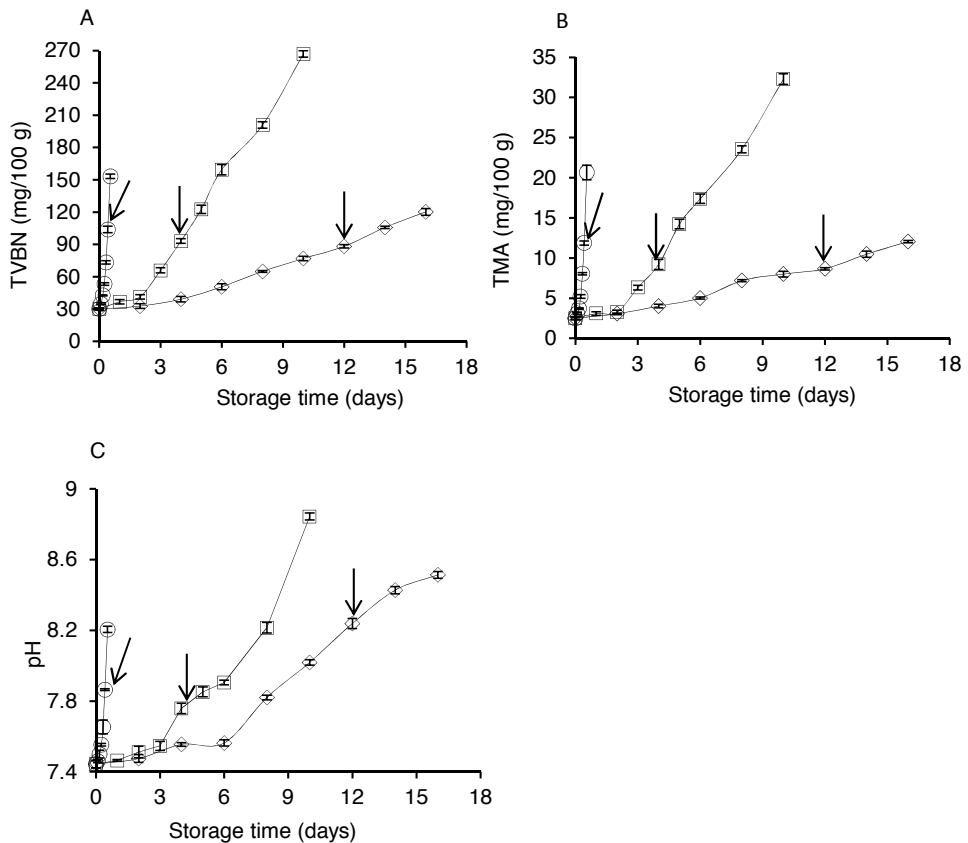 A
TVBN (mg/100 g)
270
240
210
180
150
120
90
60
30
0
0 3 6 9 12 15 18
Storage time (days)
B
TMA (mg/100 g)
35
30
25
20
15
10
5
0
0 3 6 9 12 15 18
Storage time (days)
C
pH
9
8.6
8.2
7.8
7.4
0 3 6 9 12 15 18
Storage time (days)